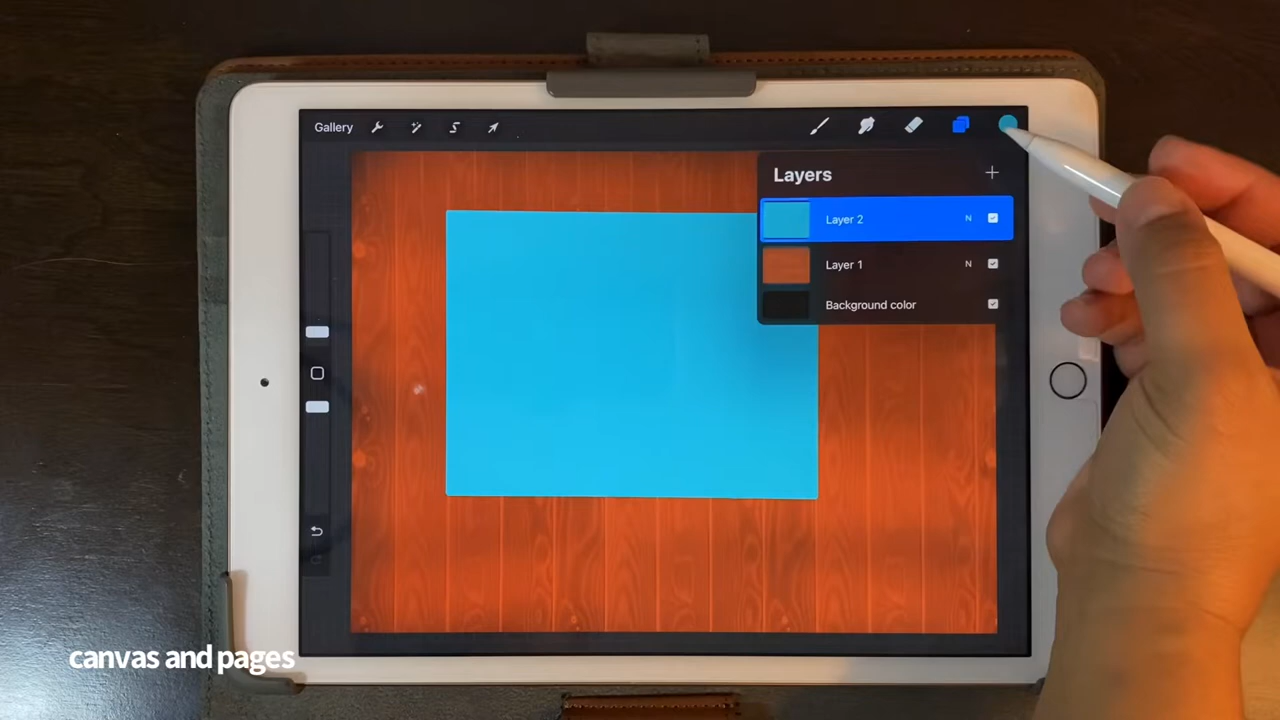 Gallery
Layers
Layer 2 N
Layer 1 N
Background color
canvas and pages